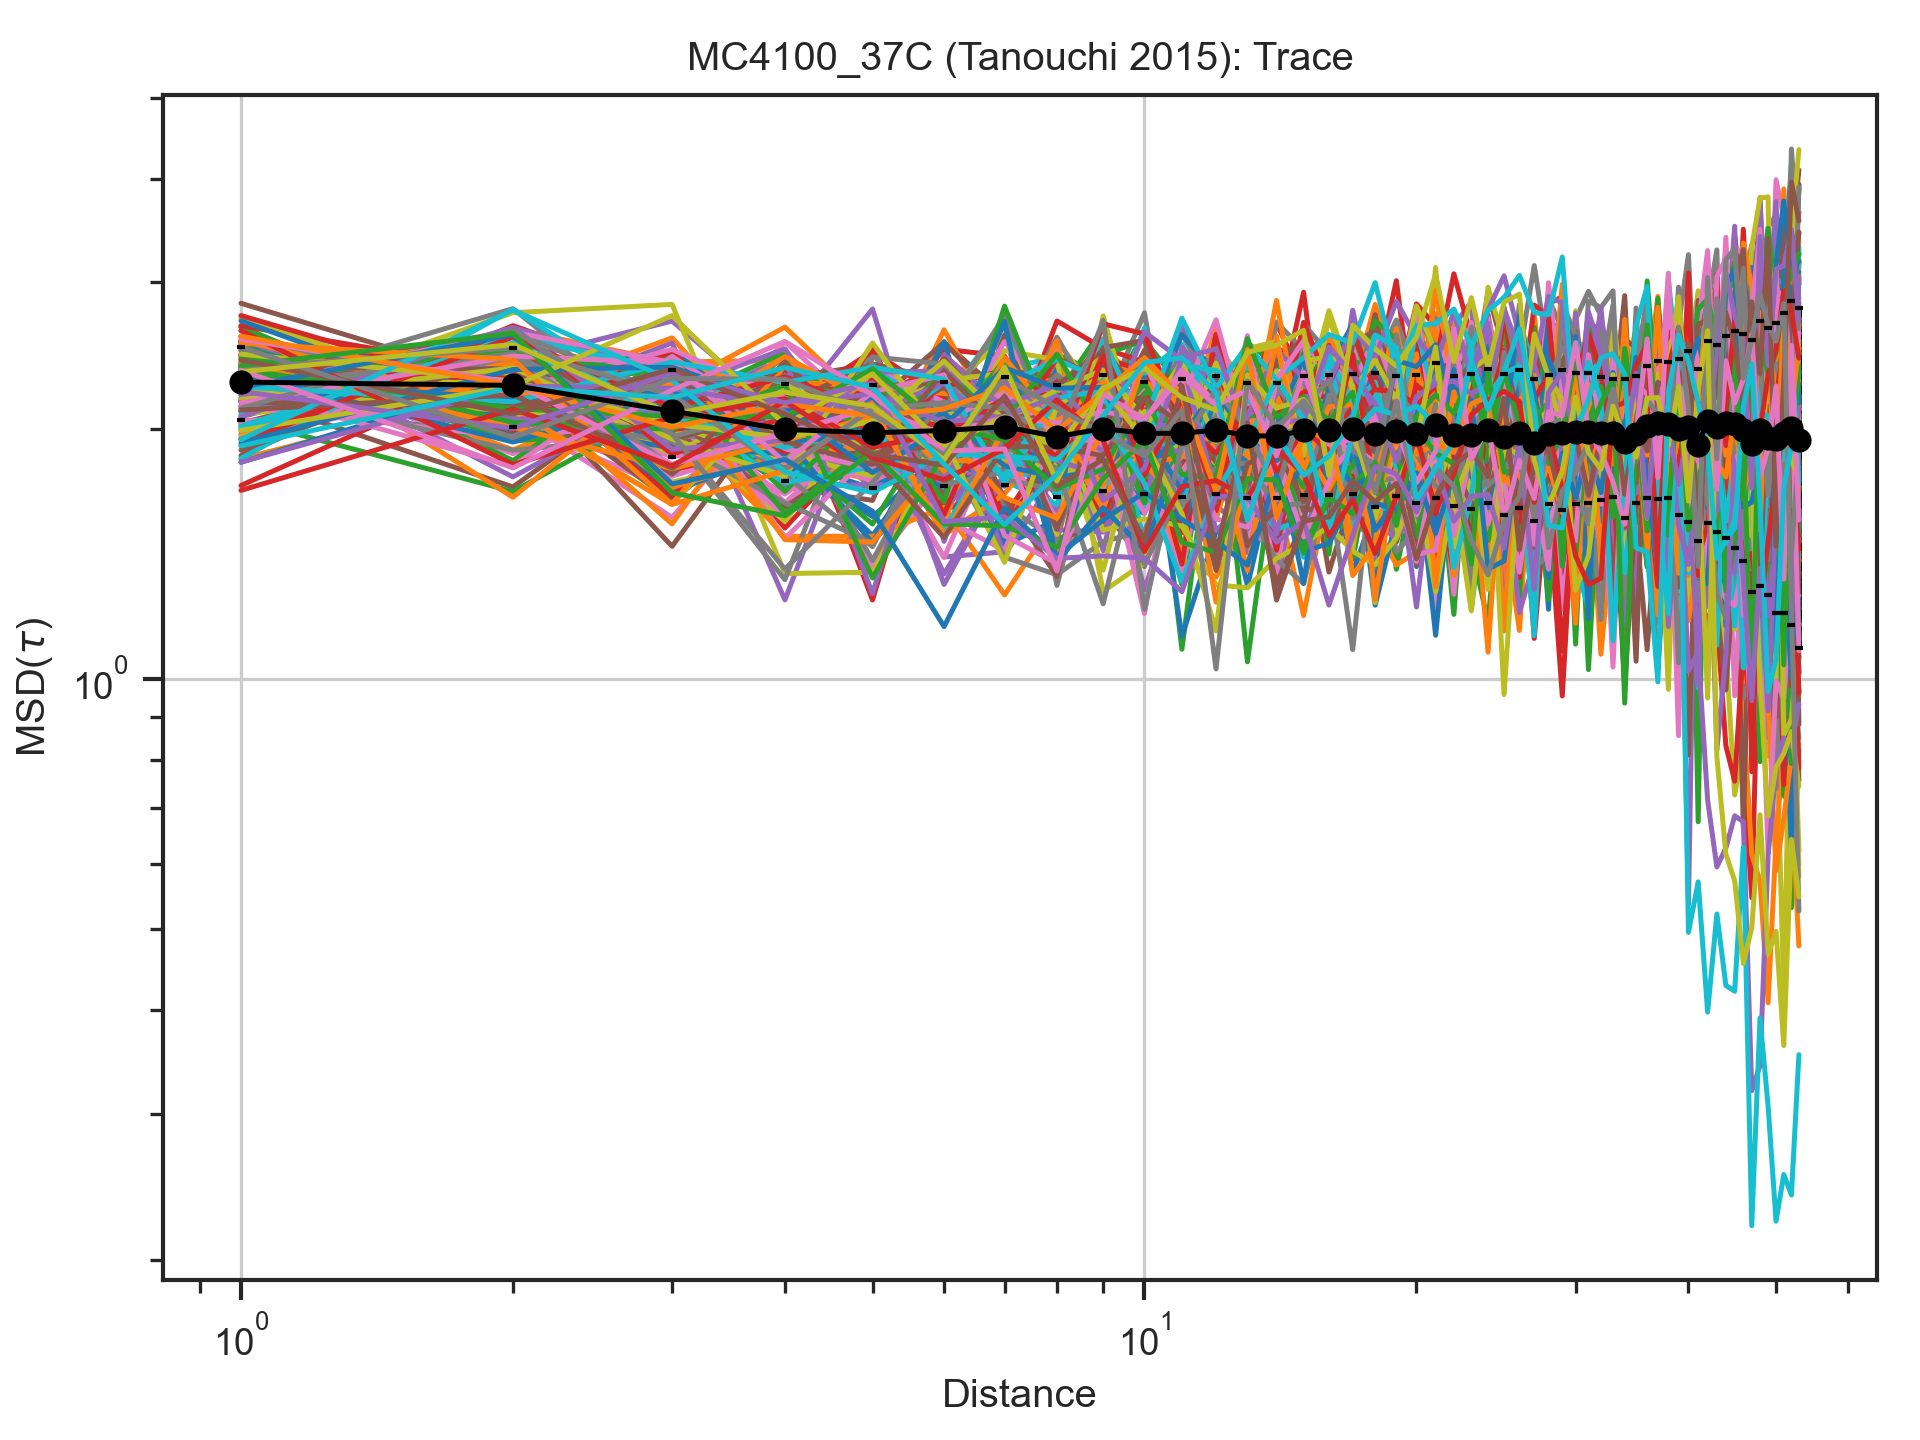 MC4100_37C (Tanouchi 2015): Trace
MSD(τ)
10⁰
10⁰
10¹
Distance